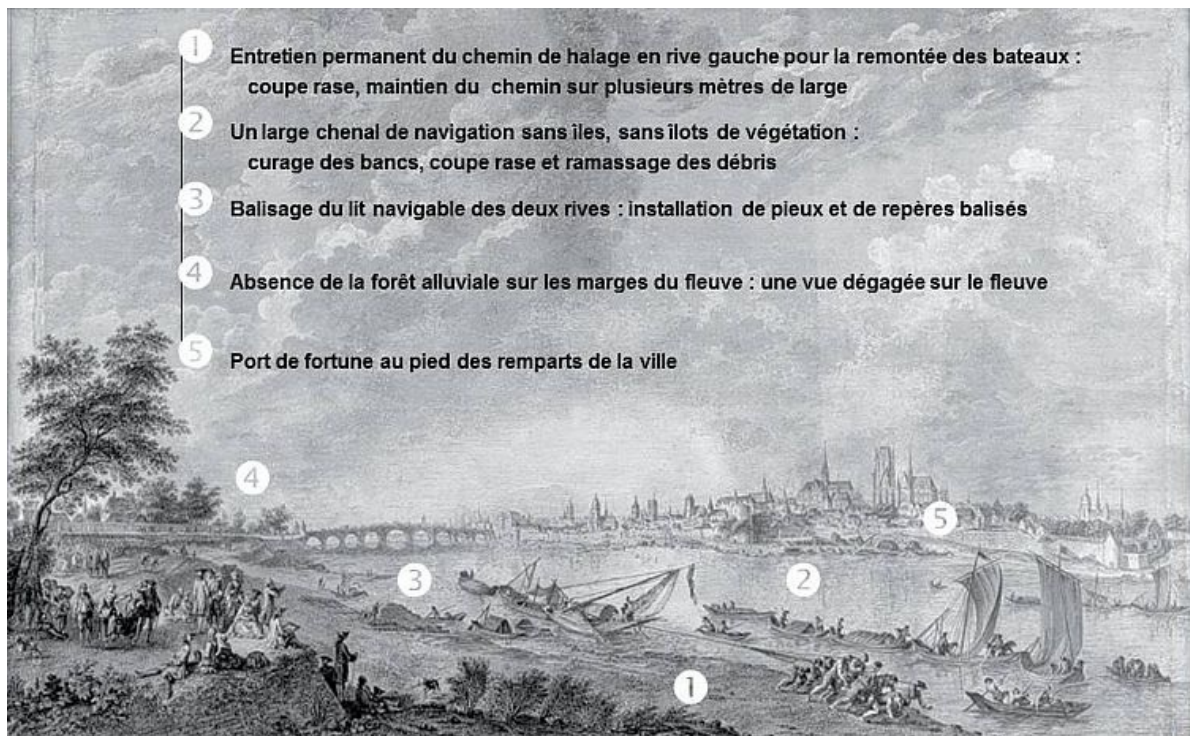 1 Entretien permanent du chemin de halage en rive gauche pour la remontée des bateaux :
coupe rase, maintien du chemin sur plusieurs mètres de large
2 Un large chenal de navigation sans îles, sans îlots de végétation :
curage des bancs, coupe rase et ramassage des débris
3 Balisage du lit navigable des deux rives : installation de pieux et de repères balisés
4 Absence de la forêt alluviale sur les marges du fleuve : une vue dégagée sur le fleuve
5 Port de fortune au pied des remparts de la ville
4
5
3
2
1